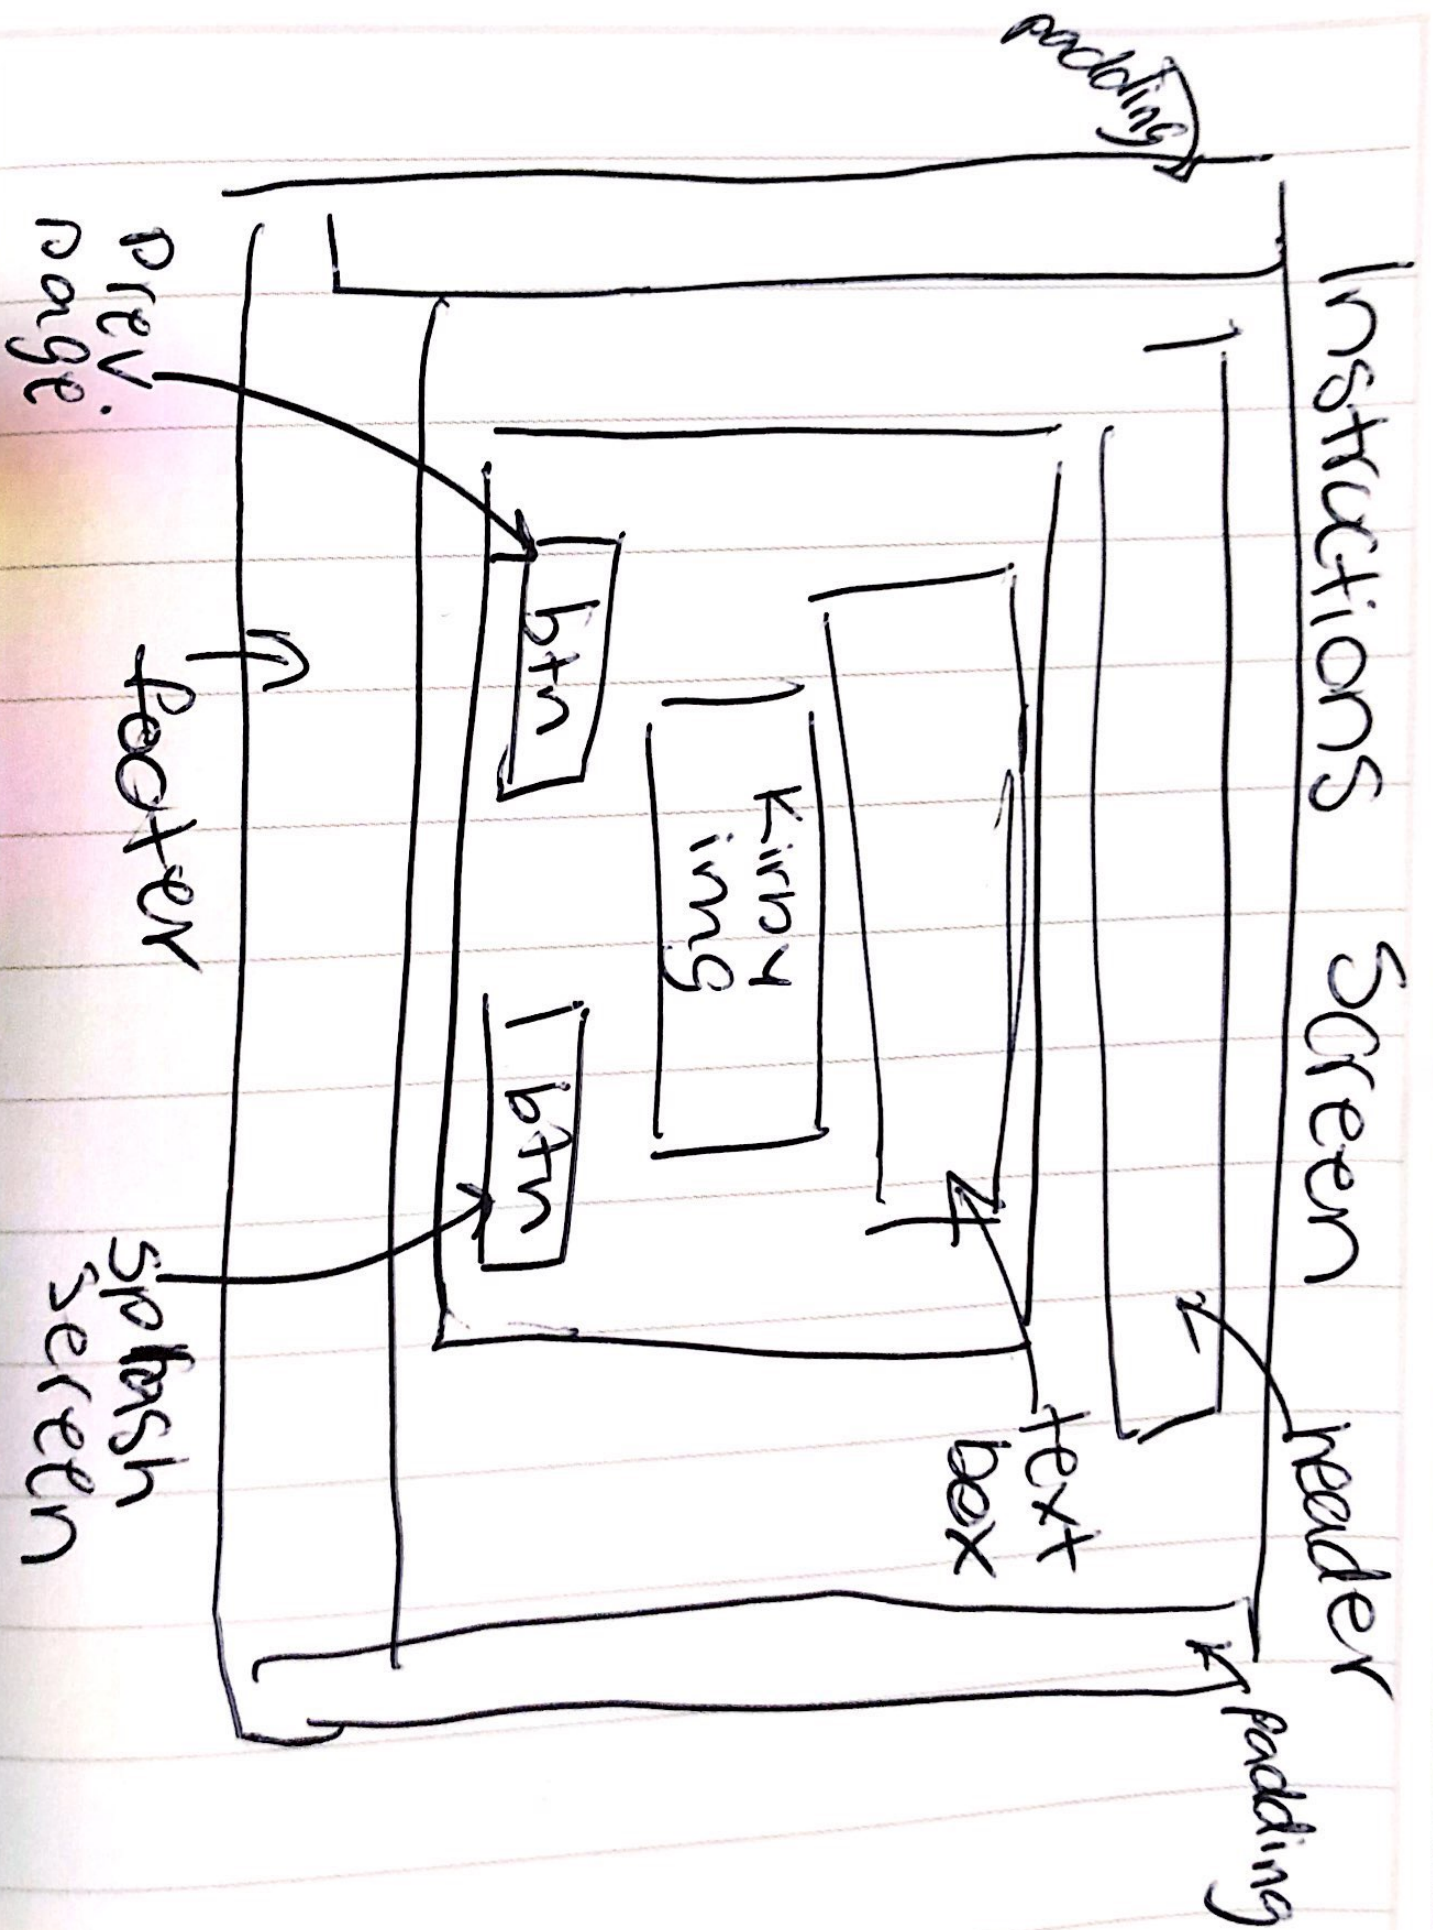 Instructions Screen
padding
header
padding
text
box
Kirby
img
btn
btn
prev.
page
footer
splash
screen